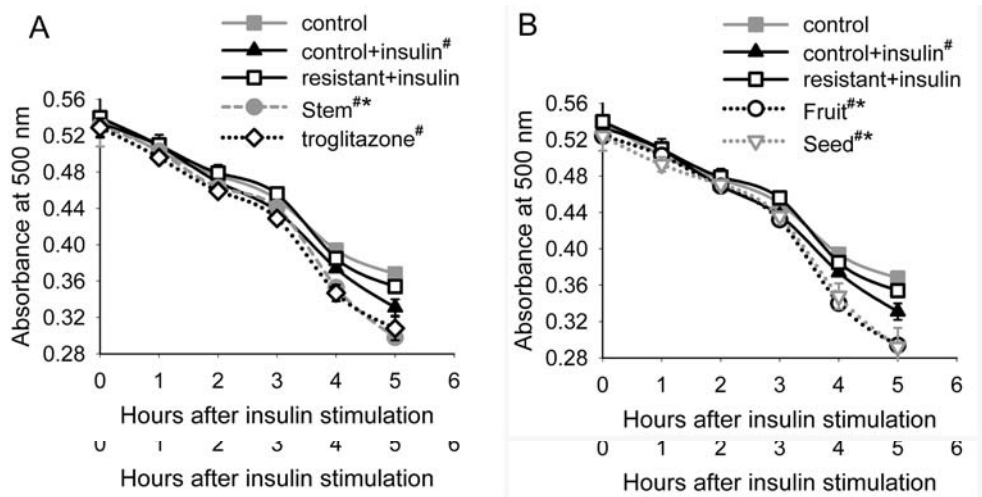 A
control
control+insulin#
resistant+insulin
Stem#*
troglitazone#
Absorbance at 500 nm
0.56
0.52
0.48
0.44
0.40
0.36
0.32
0.28
0 1 2 3 4 5 6
Hours after insulin stimulation
0 1 2 3 4 5 6
Hours after insulin stimulation
B
control
control+insulin#
resistant+insulin
Fruit#*
Seed#*
Absorbance at 500 nm
0.56
0.52
0.48
0.44
0.40
0.36
0.32
0.28
0 1 2 3 4 5 6
Hours after insulin stimulation
0 1 2 3 4 5 6
Hours after insulin stimulation